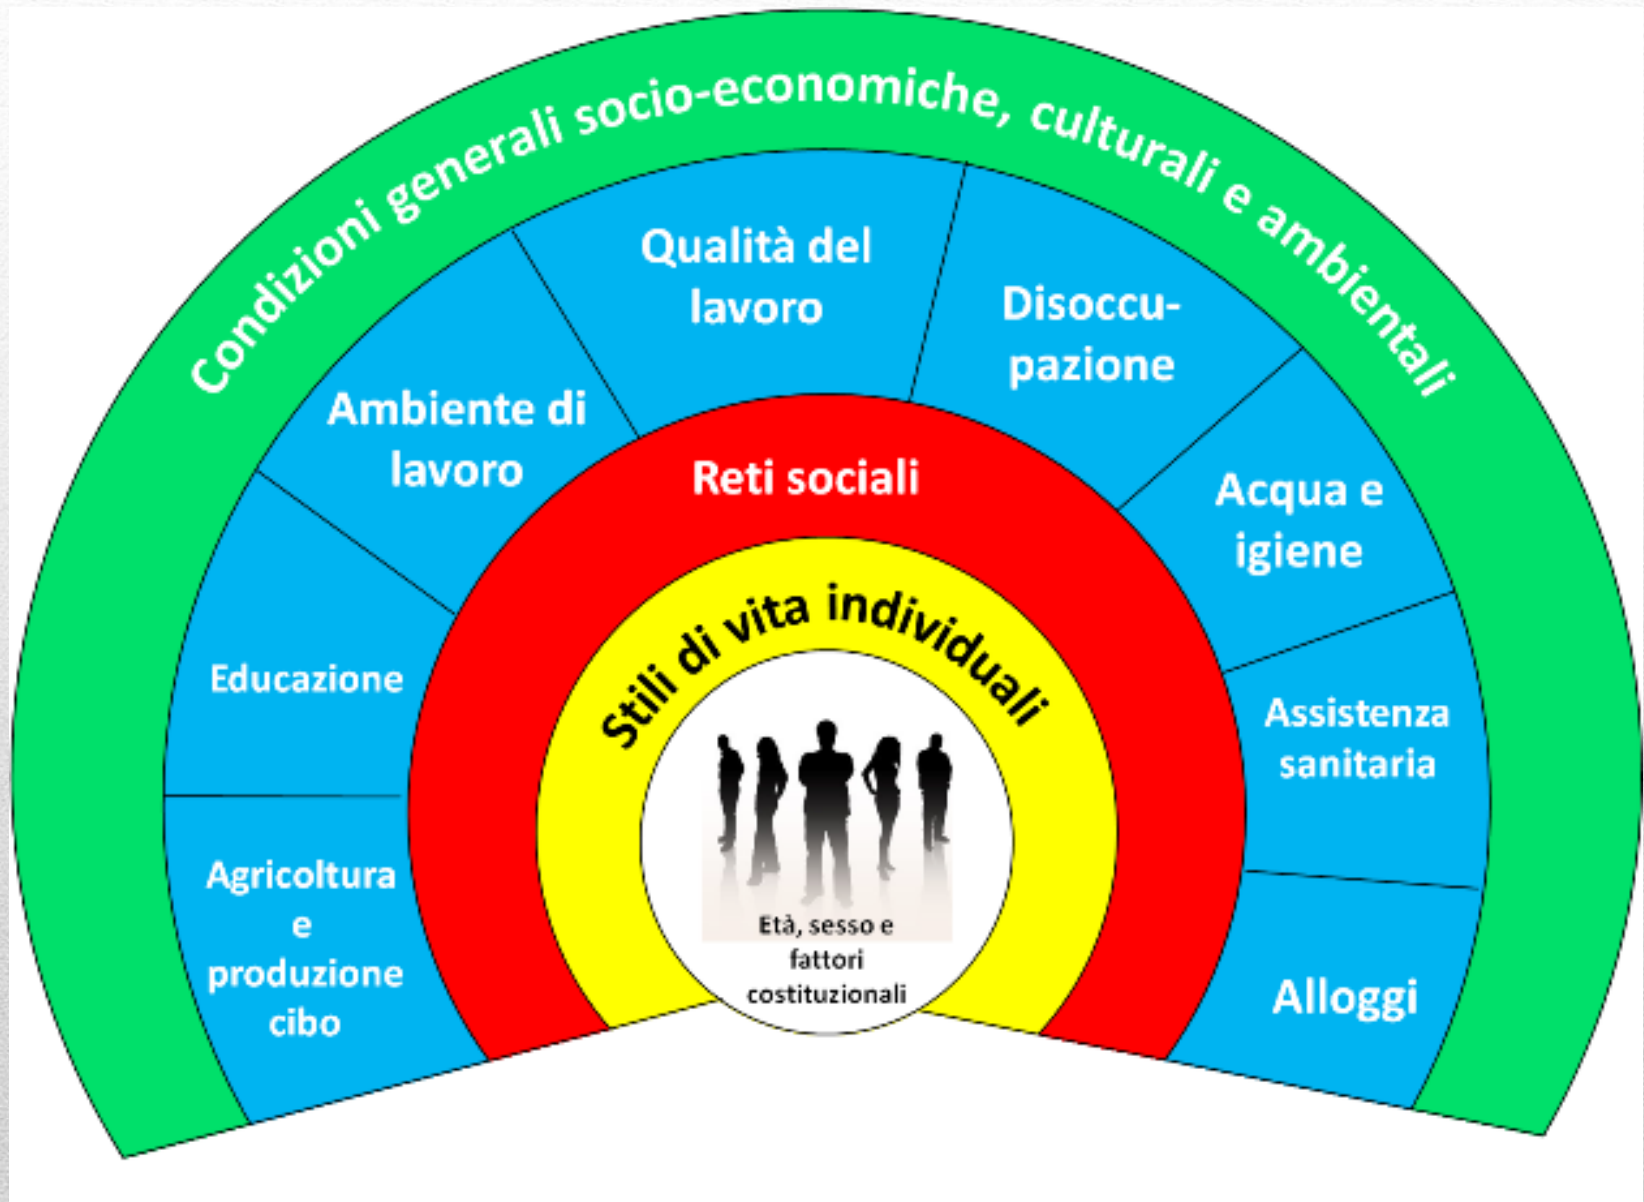 Condizioni generali socio-economiche, culturali e ambientali
Agricoltura
e
produzione
cibo
Educazione
Ambiente di
lavoro
Qualità del
lavoro
Disoccu-
pazione
Acqua e
igiene
Assistenza
sanitaria
Alloggi
Reti sociali
Stili di vita individuali
Età, sesso e
fattori
costituzionali